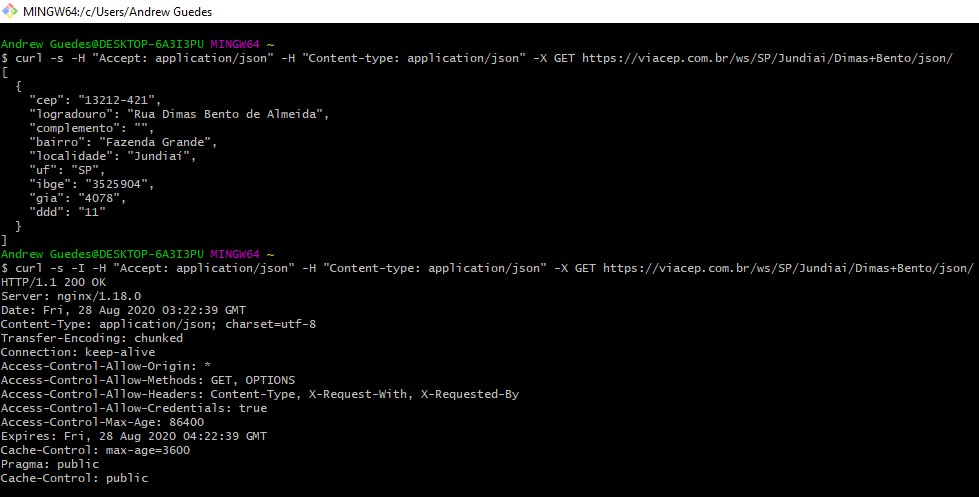 MINGW64:/c/Users/Andrew Guedes
Andrew Guedes@DESKTOP-6A3I3PU MINGW64 ~
$ curl -s -H "Accept: application/json" -H "Content-type: application/json" -X GET https://viacep.com.br/ws/SP/Jundiai/Dimas+Bento/json/
[
  {
    "cep": "13212-421",
    "logradouro": "Rua Dimas Bento de Almeida",
    "complemento": "",
    "bairro": "Fazenda Grande",
    "localidade": "Jundiaí",
    "uf": "SP",
    "ibge": "3525904",
    "gia": "4078",
    "ddd": "11"
  }
]
Andrew Guedes@DESKTOP-6A3I3PU MINGW64 ~
$ curl -s -I -H "Accept: application/json" -H "Content-type: application/json" -X GET https://viacep.com.br/ws/SP/Jundiai/Dimas+Bento/json/
HTTP/1.1 200 OK
Server: nginx/1.18.0
Date: Fri, 28 Aug 2020 03:22:39 GMT
Content-Type: application/json; charset=utf-8
Transfer-Encoding: chunked
Connection: keep-alive
Access-Control-Allow-Origin: *
Access-Control-Allow-Methods: GET, OPTIONS
Access-Control-Allow-Headers: Content-Type, X-Request-With, X-Requested-By
Access-Control-Allow-Credentials: true
Access-Control-Max-Age: 86400
Expires: Fri, 28 Aug 2020 04:22:39 GMT
Cache-Control: max-age=3600
Pragma: public
Cache-Control: public